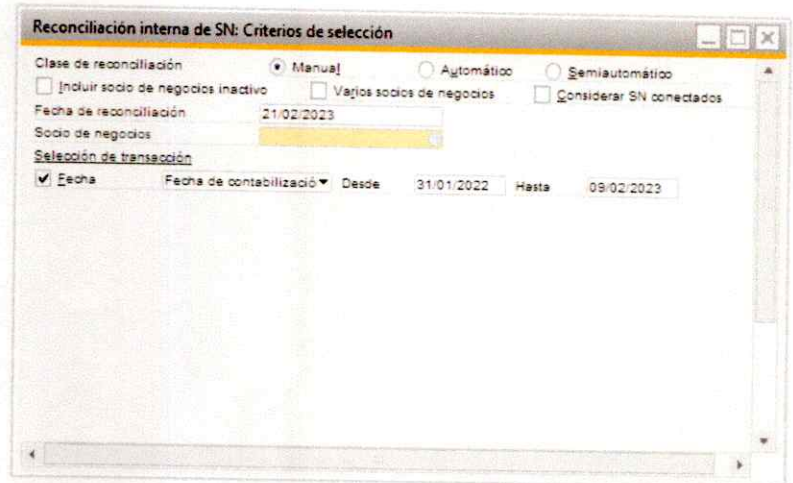 Reconciliación interna de SN: Criterios de selección
Clase de reconciliación Manual Automático Semiautomático
Incluir socio de negocios inactivo Varios socios de negocios Considerar SN conectados
Fecha de reconciliación 21/02/2023
Socio de negocios
Selección de transacción
Fecha Fecha de contabilizació Desde 31/01/2022 Hasta 09/02/2023